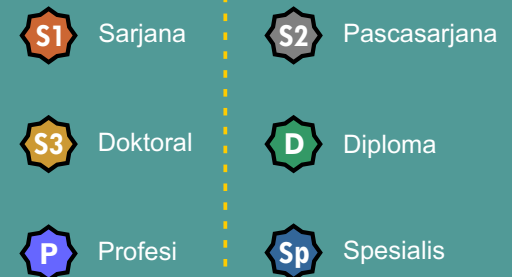 S1 Sarjana
S2 Pascasarjana
S3 Doktoral
D Diploma
P Profesi
Sp Spesialis